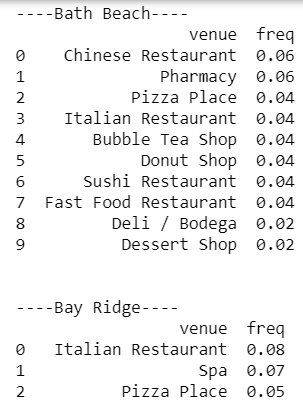 ----Bath Beach----
                  venue  freq
0    Chinese Restaurant  0.06
1              Pharmacy  0.06
2           Pizza Place  0.04
3    Italian Restaurant  0.04
4       Bubble Tea Shop  0.04
5            Donut Shop  0.04
6      Sushi Restaurant  0.04
7  Fast Food Restaurant  0.04
8         Deli / Bodega  0.02
9          Dessert Shop  0.02
----Bay Ridge----
                 venue  freq
0   Italian Restaurant  0.08
1                  Spa  0.07
2          Pizza Place  0.05